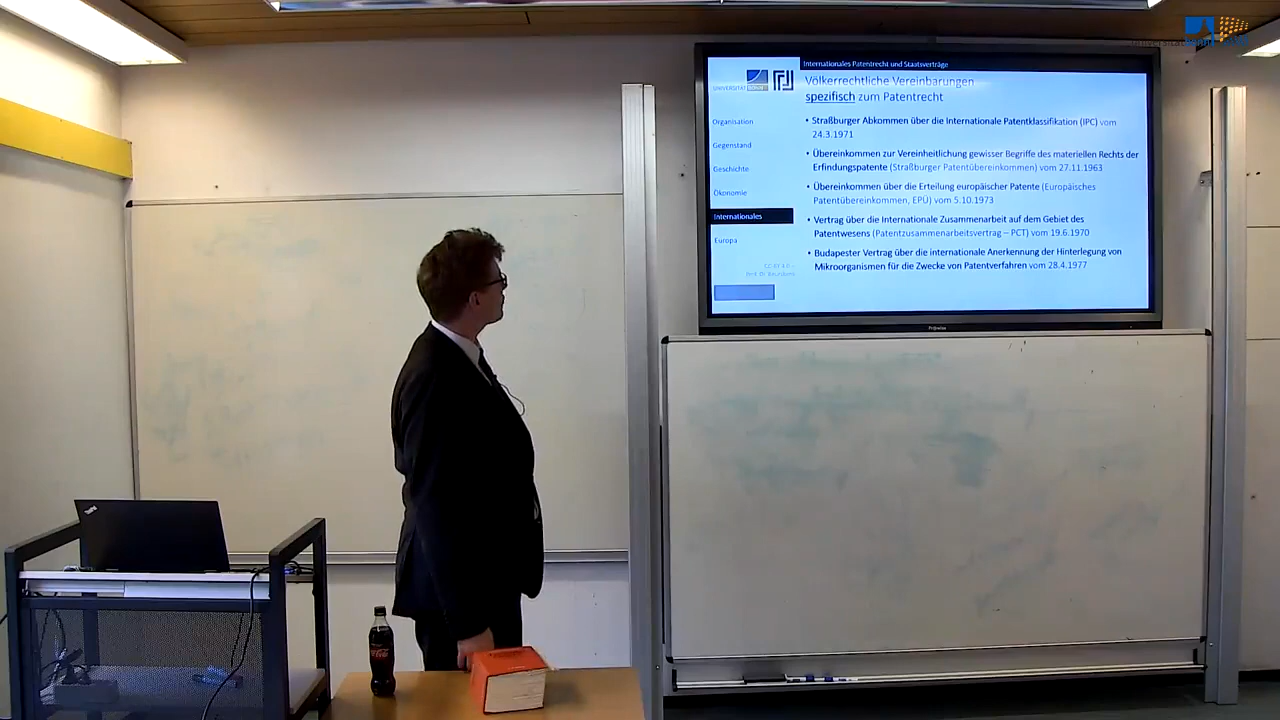 Internationales Patentrecht und Staatsverträge
UNIVERSITÄT BONN
Völkerrechtliche Vereinbarungen
spezifisch zum Patentrecht
Organisation
Gegenstand
Geschichte
Ökonomie
Internationales
Europa
• Straßburger Abkommen über die Internationale Patentklassifikation (IPC) vom
24.3.1971
• Übereinkommen zur Vereinheitlichung gewisser Begriffe des materiellen Rechts der
Erfindungspatente (Straßburger Patentübereinkommen) vom 27.11.1963
• Übereinkommen über die Erteilung europäischer Patente (Europäisches
Patentübereinkommen, EPÜ) vom 5.10.1973
• Vertrag über die Internationale Zusammenarbeit auf dem Gebiet des
Patentwesens (Patentzusammenarbeitsvertrag – PCT) vom 19.6.1970
• Budapester Vertrag über die internationale Anerkennung der Hinterlegung von
Mikroorganismen für die Zwecke von Patentverfahren vom 28.4.1977
ThinkPad